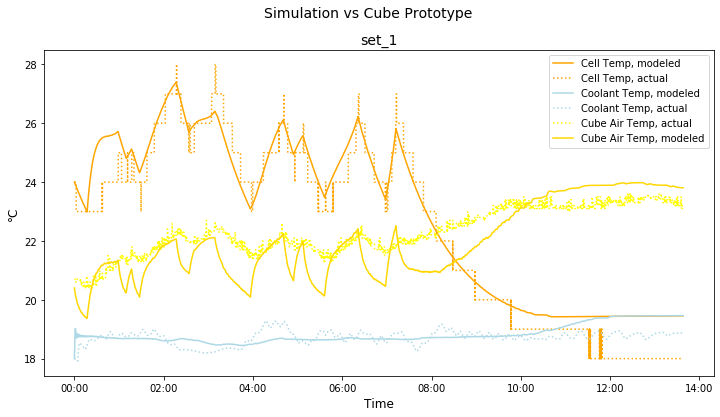 Simulation vs Cube Prototype
set_1
28
26
24
22
20
18
°C
00:00 02:00 04:00 06:00 08:00 10:00 12:00 14:00
Time
Cell Temp, modeled
Cell Temp, actual
Coolant Temp, modeled
Coolant Temp, actual
Cube Air Temp, actual
Cube Air Temp, modeled